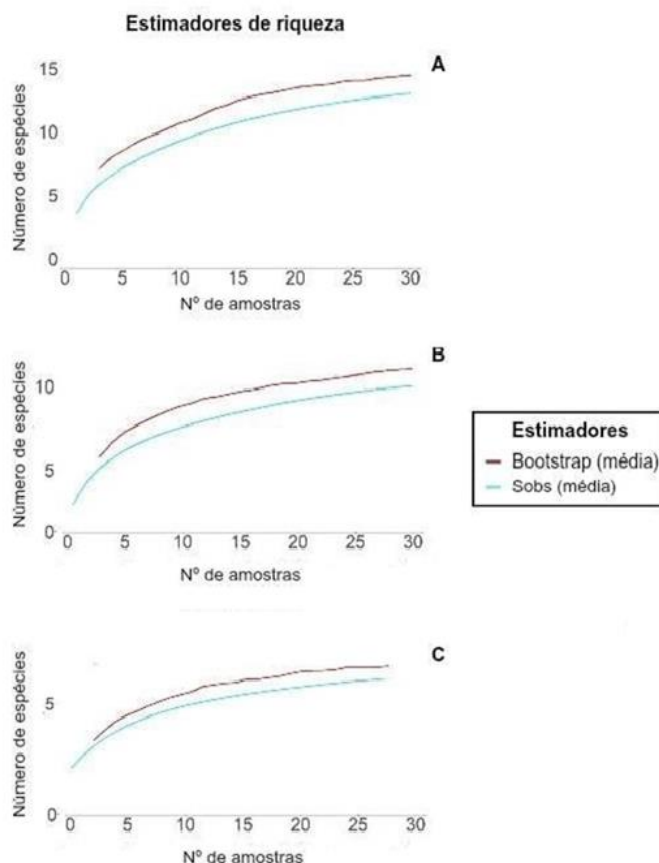 Estimadores de riqueza
A
Número de espécies
15
10
5
0
0 5 10 15 20 25 30
Nº de amostras
B
Número de espécies
10
5
0
0 5 10 15 20 25 30
Nº de amostras
Estimadores
Bootstrap (média)
Sobs (média)
C
Número de espécies
5
0
0 5 10 15 20 25 30
Nº de amostras